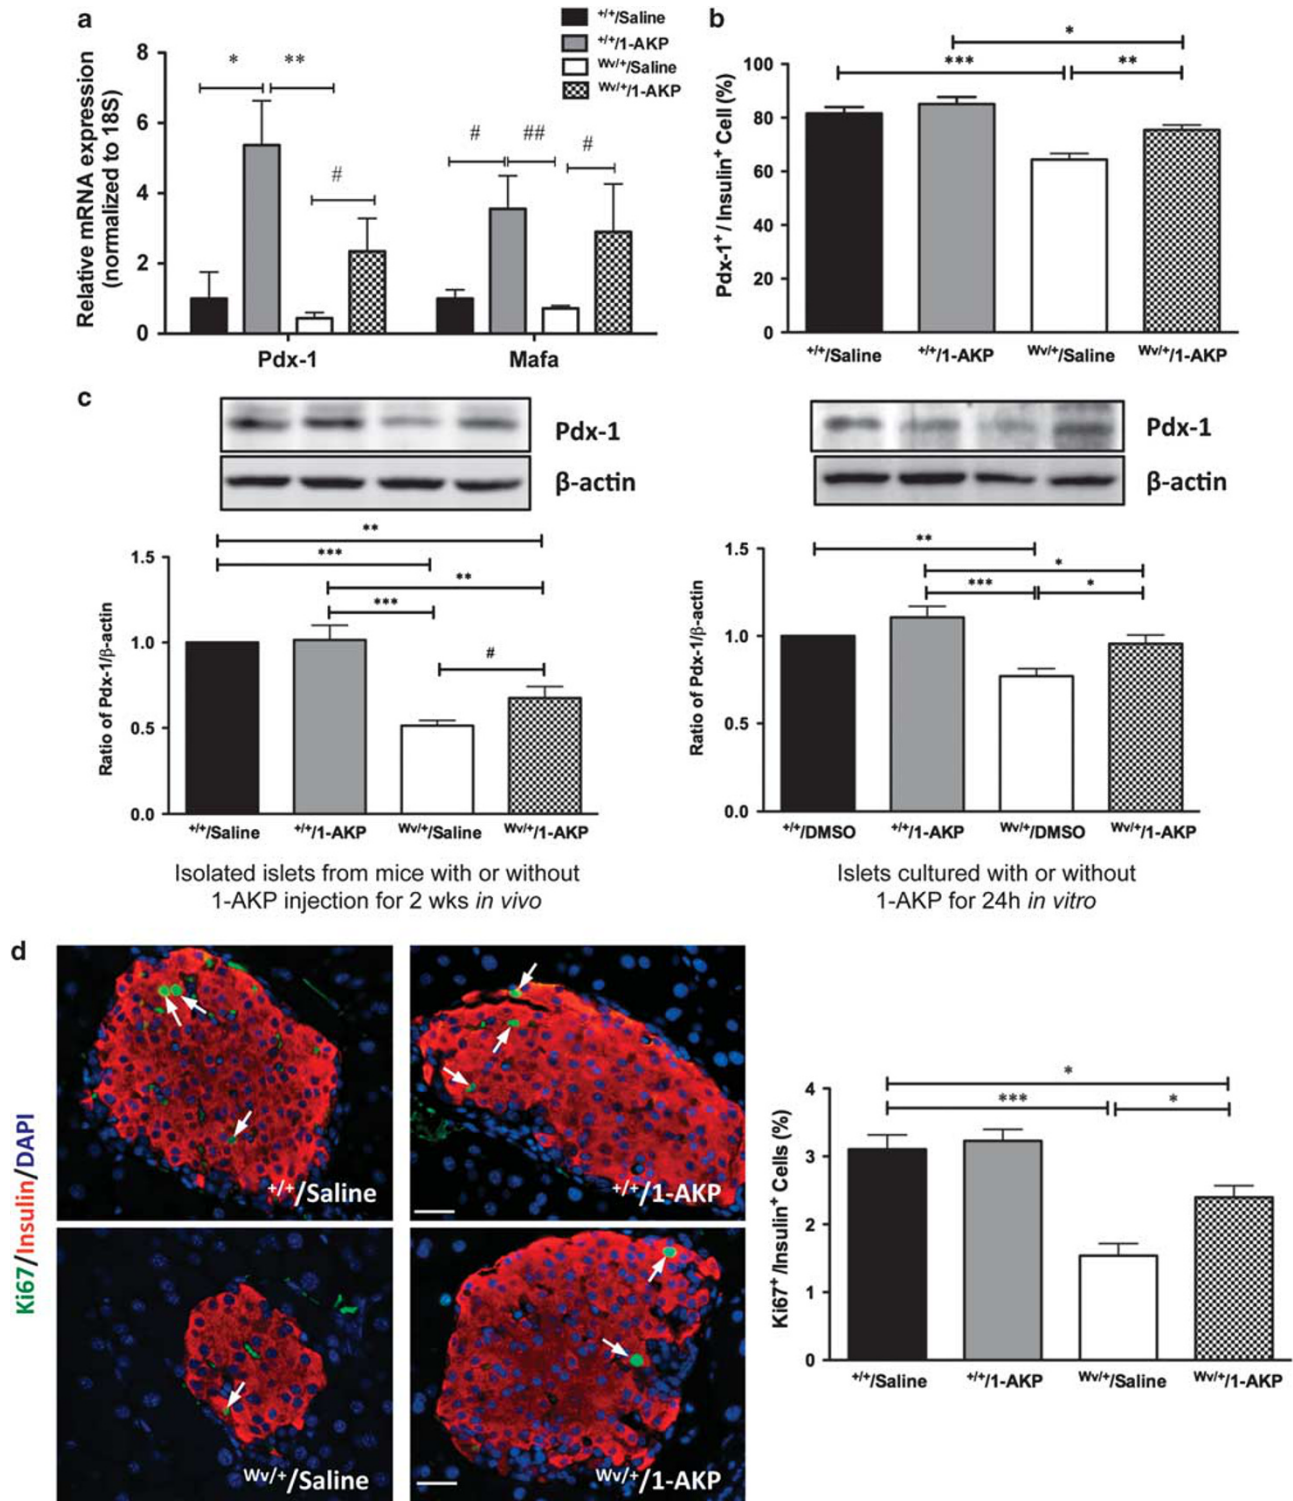 a
+/+/Saline
+/+/1-AKP
Wv/+/Saline
Wv/+/1-AKP
Relative mRNA expression
(normalized to 18S)
8
6
4
2
0
* **
#
# ## #
Pdx-1 Mafa
b
*
*** **
Pdx-1+/ Insulin+ Cell (%)
100
80
60
40
20
0
+/+/Saline +/+/1-AKP Wv/+/Saline Wv/+/1-AKP
c
Pdx-1
β-actin
**
***
**
***
#
Ratio of Pdx-1/β-actin
1.5
1.0
0.5
0.0
+/+/Saline +/+/1-AKP Wv/+/Saline Wv/+/1-AKP
Isolated islets from mice with or without
1-AKP injection for 2 wks in vivo
Pdx-1
β-actin
**
*
*** *
Ratio of Pdx-1/β-actin
1.5
1.0
0.5
0.0
+/+/DMSO +/+/1-AKP Wv/+/DMSO Wv/+/1-AKP
Islets cultured with or without
1-AKP for 24h in vitro
d
Ki67/Insulin/DAPI
+/+/Saline
+/+/1-AKP
Wv/+/Saline
Wv/+/1-AKP
*
*** *
Ki67+/Insulin+ Cells (%)
4
3
2
1
0
+/+/Saline +/+/1-AKP Wv/+/Saline Wv/+/1-AKP